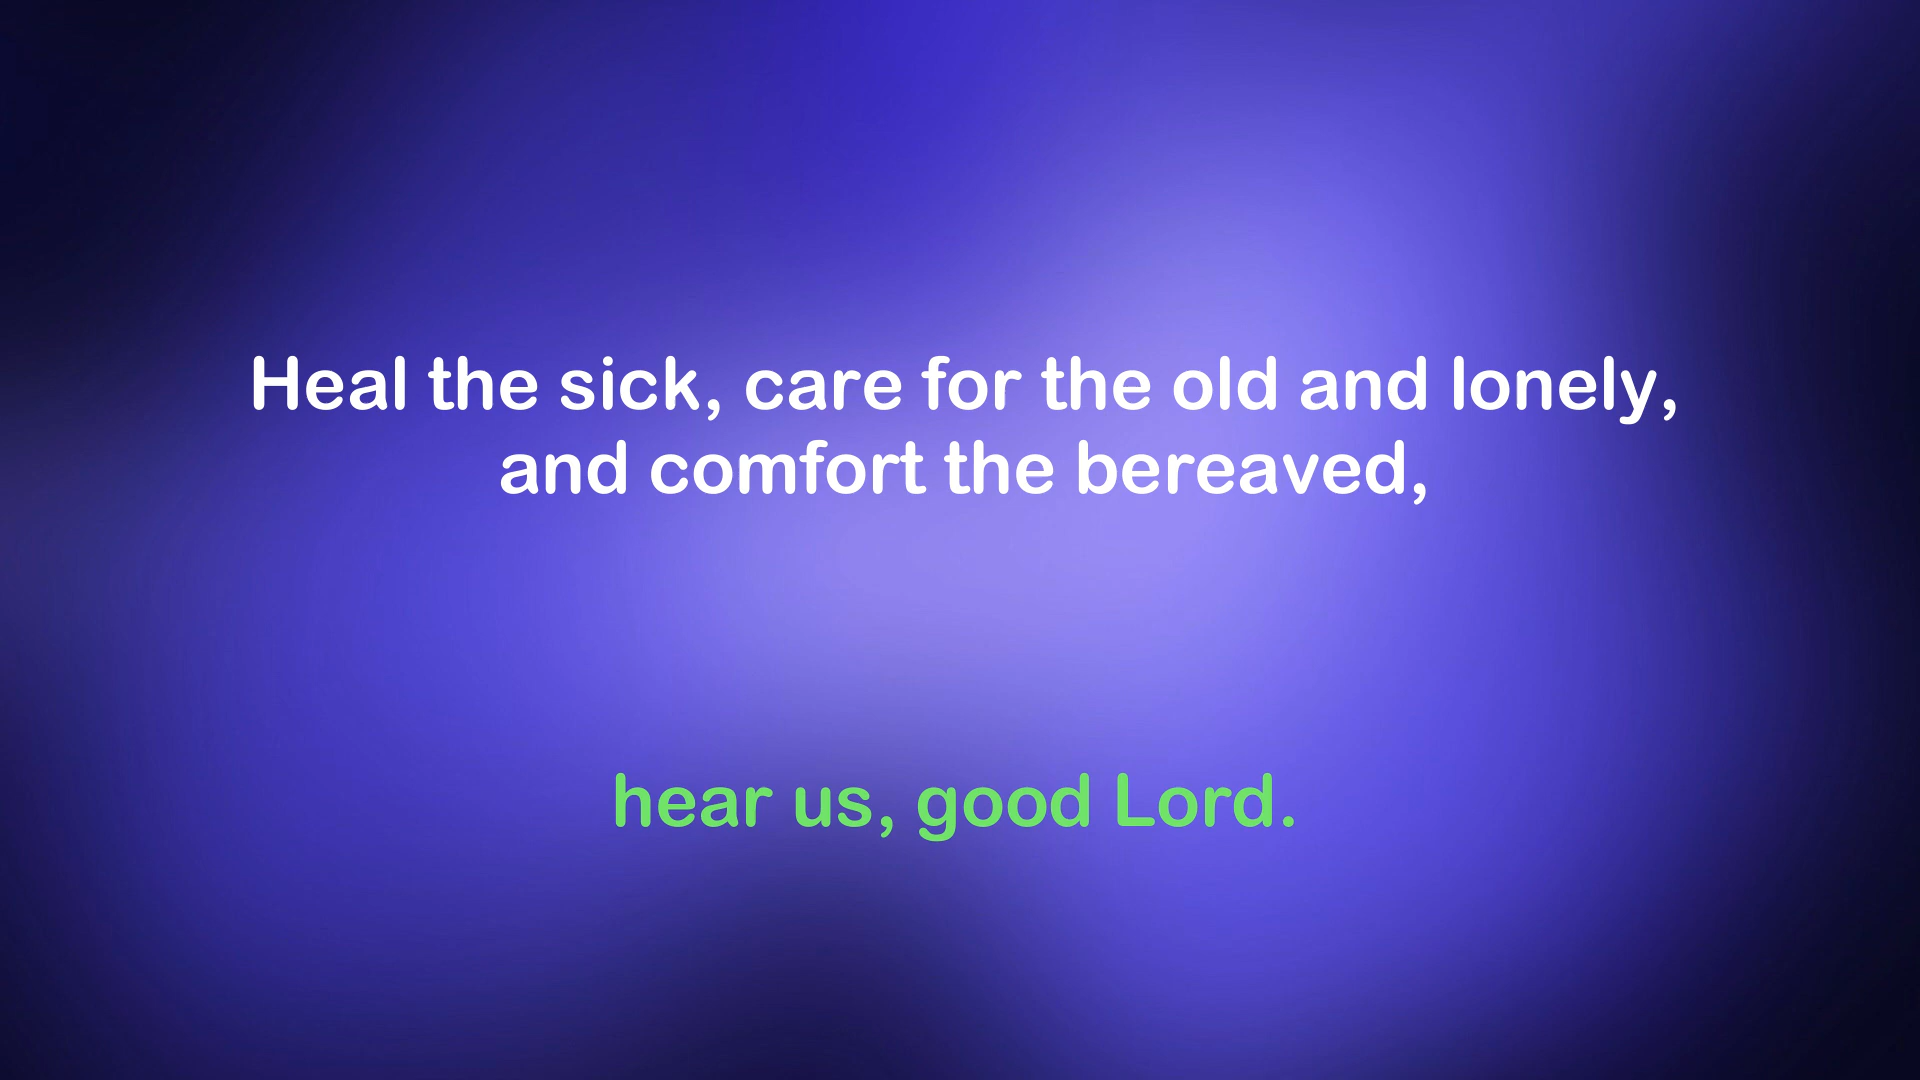 Heal the sick, care for the old and lonely,
and comfort the bereaved,
hear us, good Lord.